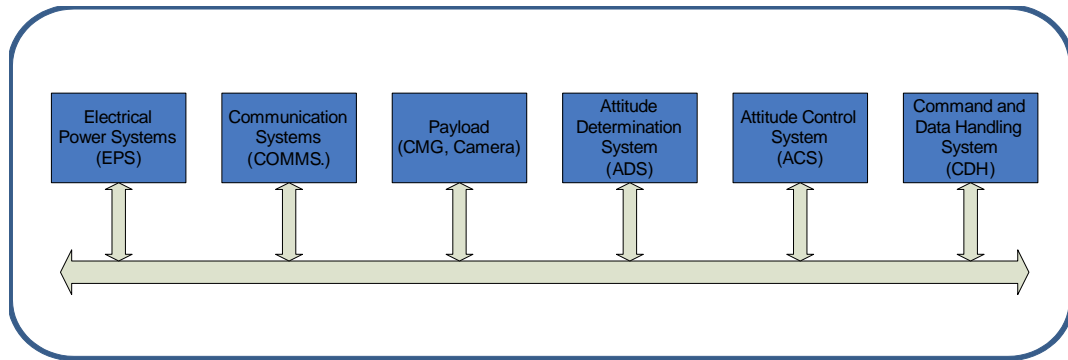 Electrical
Power Systems
(EPS)
Communication
Systems
(COMMS.)
Payload
(CMG, Camera)
Attitude
Determination
System
(ADS)
Attitude Control
System
(ACS)
Command and
Data Handling
System
(CDH)